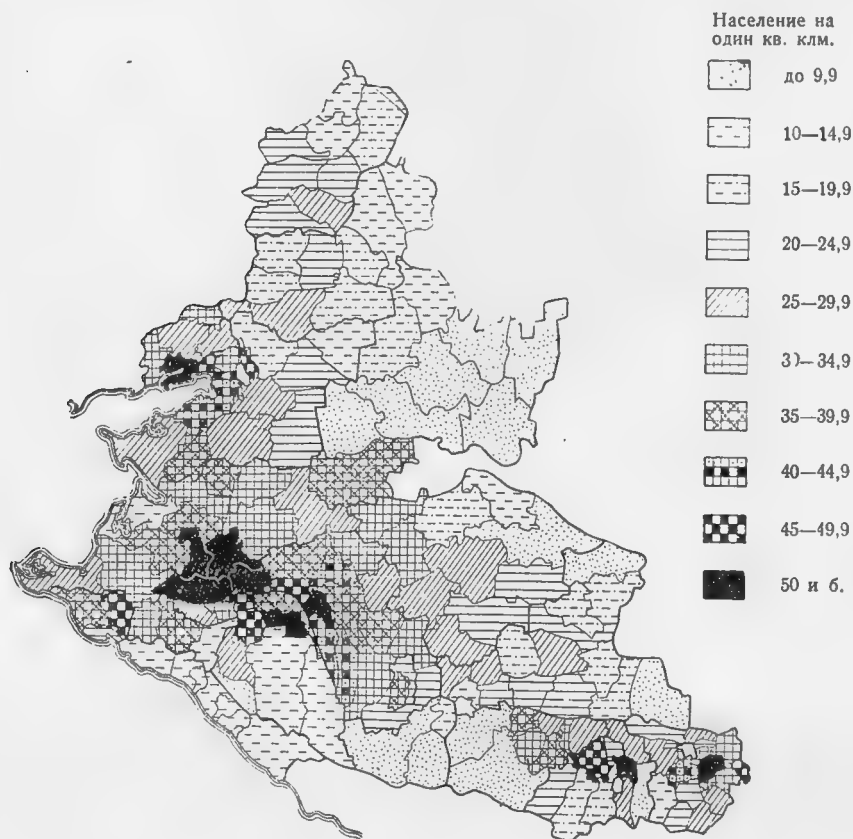 Население на
один кв. клм.
до 9,9
10—14,9
15—19,9
20—24,9
25—29,9
3)—34,9
35—39,9
40—44,9
45—49,9
50 и б.